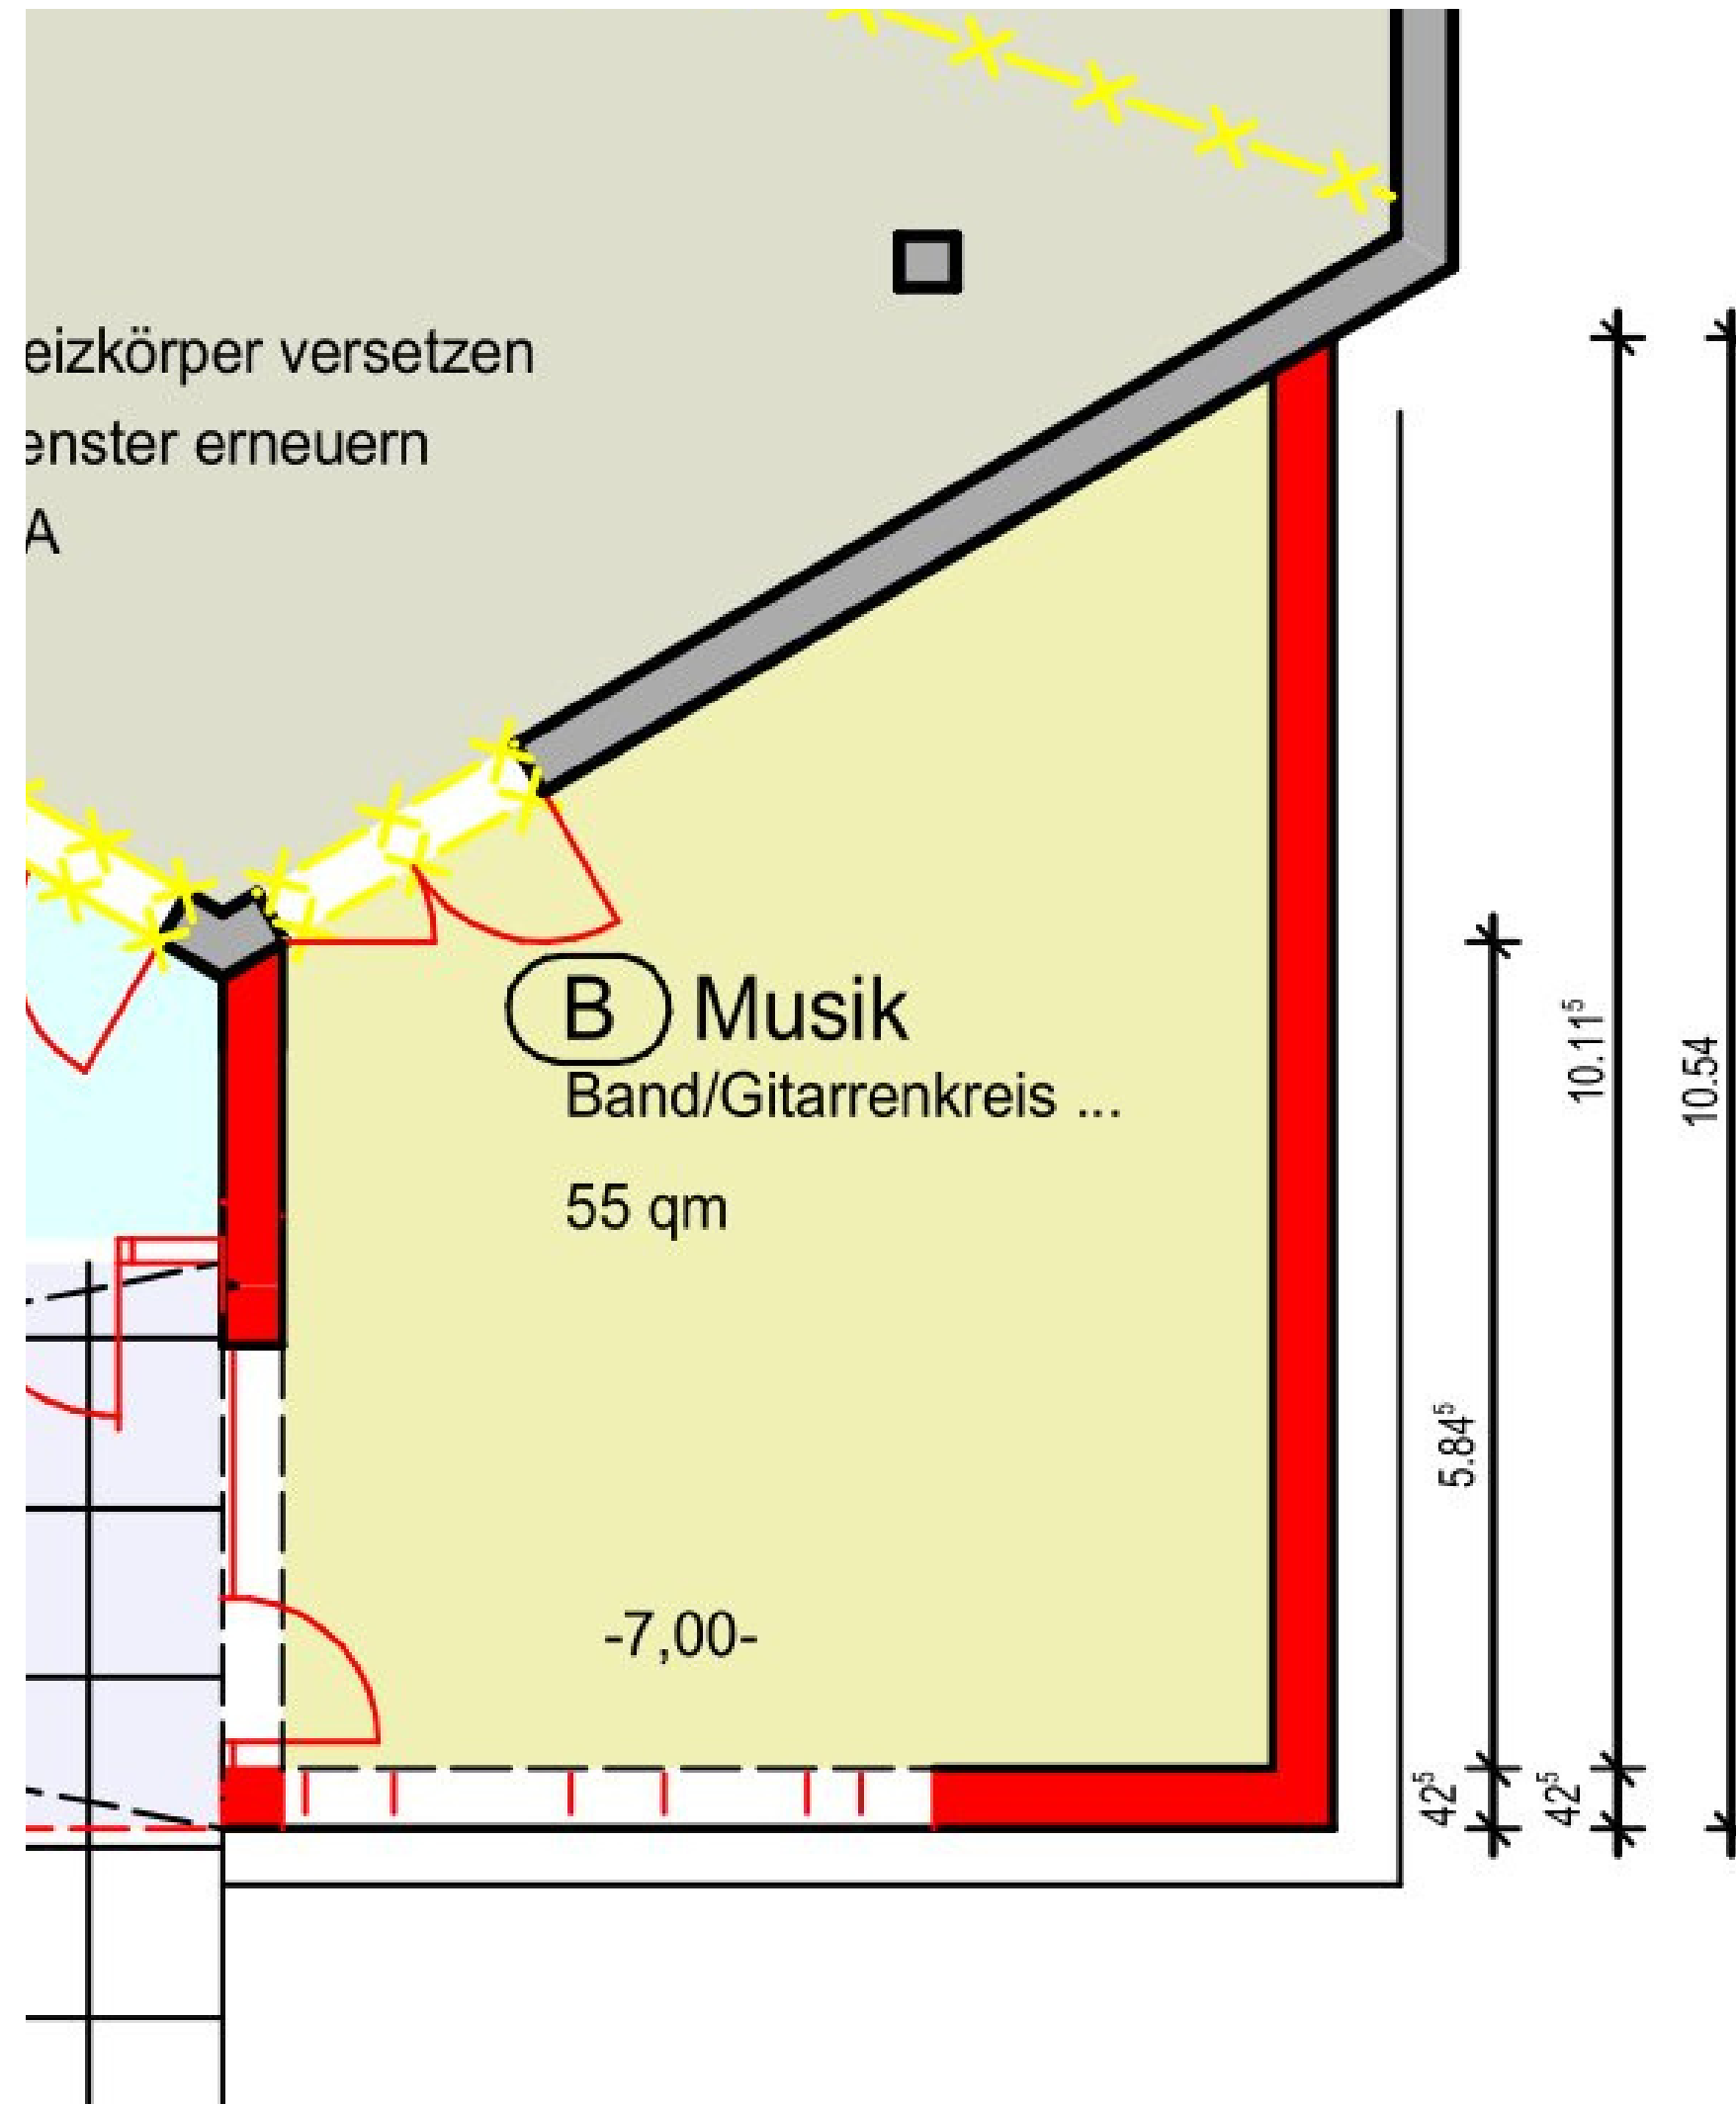 eizkörper versetzen
enster erneuern
A
B Musik
Band/Gitarrenkreis ...
55 qm
-7,00-
5.84⁵
42⁵
10.11⁵
42⁵
10.54